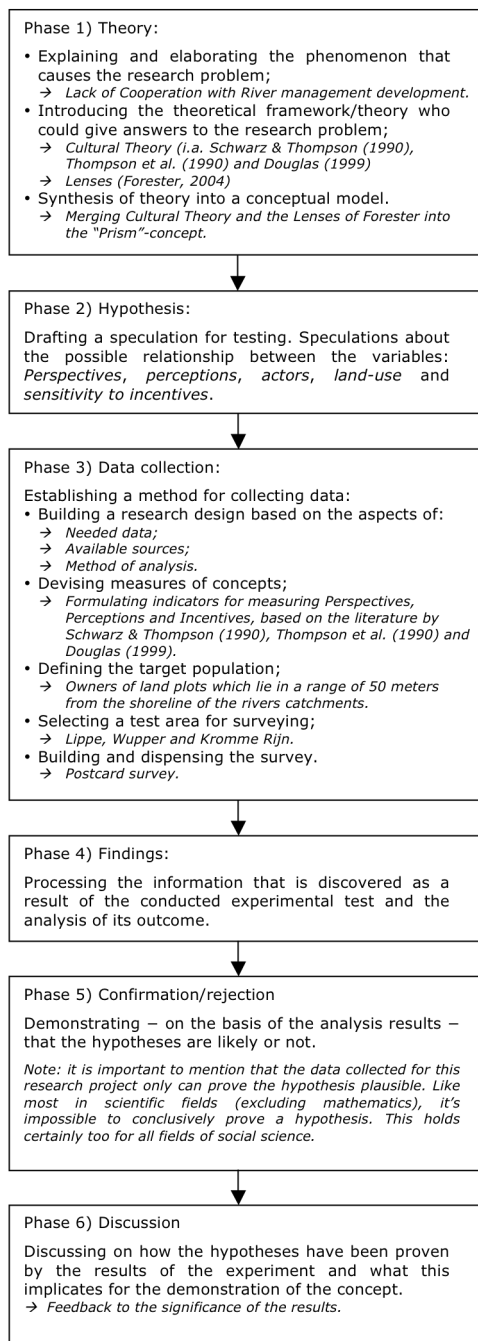 Phase 1) Theory:
• Explaining and elaborating the phenomenon that
causes the research problem;
→ Lack of Cooperation with River management development.
• Introducing the theoretical framework/theory who
could give answers to the research problem;
→ Cultural Theory (i.a. Schwarz & Thompson (1990),
Thompson et al. (1990) and Douglas (1999)
→ Lenses (Forester, 2004)
• Synthesis of theory into a conceptual model.
→ Merging Cultural Theory and the Lenses of Forester into
the “Prism”-concept.
Phase 2) Hypothesis:
Drafting a speculation for testing. Speculations about
the possible relationship between the variables:
Perspectives, perceptions, actors, land-use and
sensitivity to incentives.
Phase 3) Data collection:
Establishing a method for collecting data:
• Building a research design based on the aspects of:
→ Needed data;
→ Available sources;
→ Method of analysis.
• Devising measures of concepts;
→ Formulating indicators for measuring Perspectives,
Perceptions and Incentives, based on the literature by
Schwarz & Thompson (1990), Thompson et al. (1990) and
Douglas (1999).
• Defining the target population;
→ Owners of land plots which lie in a range of 50 meters
from the shoreline of the rivers catchments.
• Selecting a test area for surveying;
→ Lippe, Wupper and Kromme Rijn.
• Building and dispensing the survey.
→ Postcard survey.
Phase 4) Findings:
Processing the information that is discovered as a
result of the conducted experimental test and the
analysis of its outcome.
Phase 5) Confirmation/rejection
Demonstrating – on the basis of the analysis results –
that the hypotheses are likely or not.
Note: it is important to mention that the data collected for this
research project only can prove the hypothesis plausible. Like
most in scientific fields (excluding mathematics), it’s
impossible to conclusively prove a hypothesis. This holds
certainly too for all fields of social science.
Phase 6) Discussion
Discussing on how the hypotheses have been proven
by the results of the experiment and what this
implicates for the demonstration of the concept.
→ Feedback to the significance of the results.